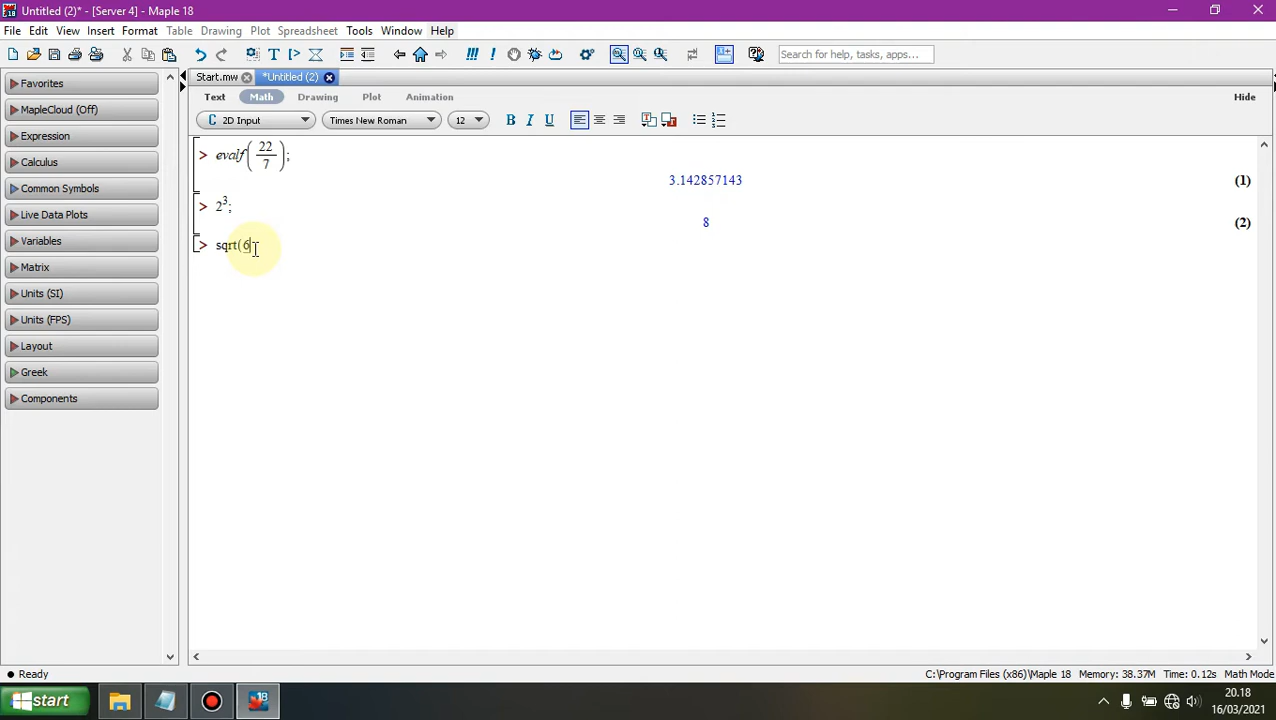 Untitled (2)* - [Server 4] - Maple 18
File Edit View Insert Format Table Drawing Plot Spreadsheet Tools Window Help
Search for help, tasks, apps...
Favorites
MapleCloud (Off)
Expression
Calculus
Common Symbols
Live Data Plots
Variables
Matrix
Units (SI)
Units (FPS)
Layout
Greek
Components
Start.mw *Untitled (2)
Text Math Drawing Plot Animation Hide
C 2D Input Times New Roman 12 B I U
> evalf(22/7);
3.142857143 (1)
> 2^3;
8 (2)
> sqrt(6
Ready C:\Program Files (x86)\Maple 18 Memory: 38.37M Time: 0.12s Math Mode
start 18 20.18
16/03/2021